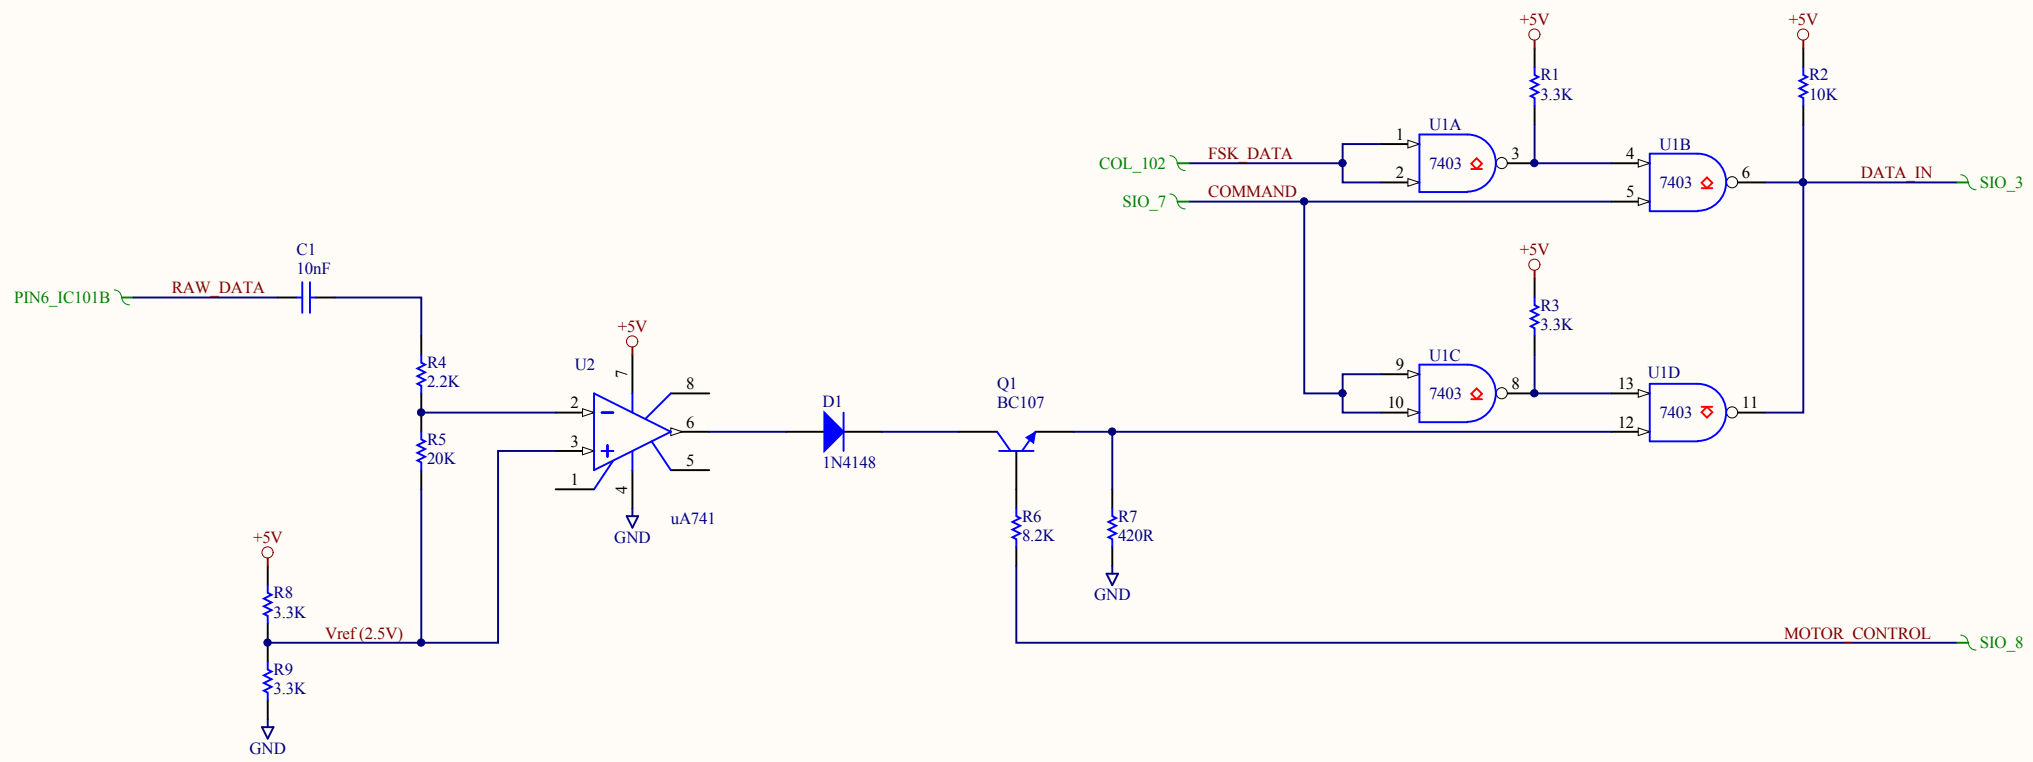 +5V
+5V
R1
3.3K
R2
10K
U1A
1
2
7403
3
COL_102
FSK_DATA
SIO_7
COMMAND
U1B
4
5
7403
6
DATA_IN
SIO_3
C1
10nF
PIN6_IC101B
RAW_DATA
+5V
R3
3.3K
+5V
U2
7
R4
2.2K
8
2
6
3
5
1
4
R5
20K
uA741
GND
D1
1N4148
Q1
BC107
U1C
9
10
7403
8
U1D
13
12
7403
11
R6
8.2K
R7
420R
GND
+5V
R8
3.3K
Vref (2.5V)
R9
3.3K
GND
MOTOR_CONTROL
SIO_8